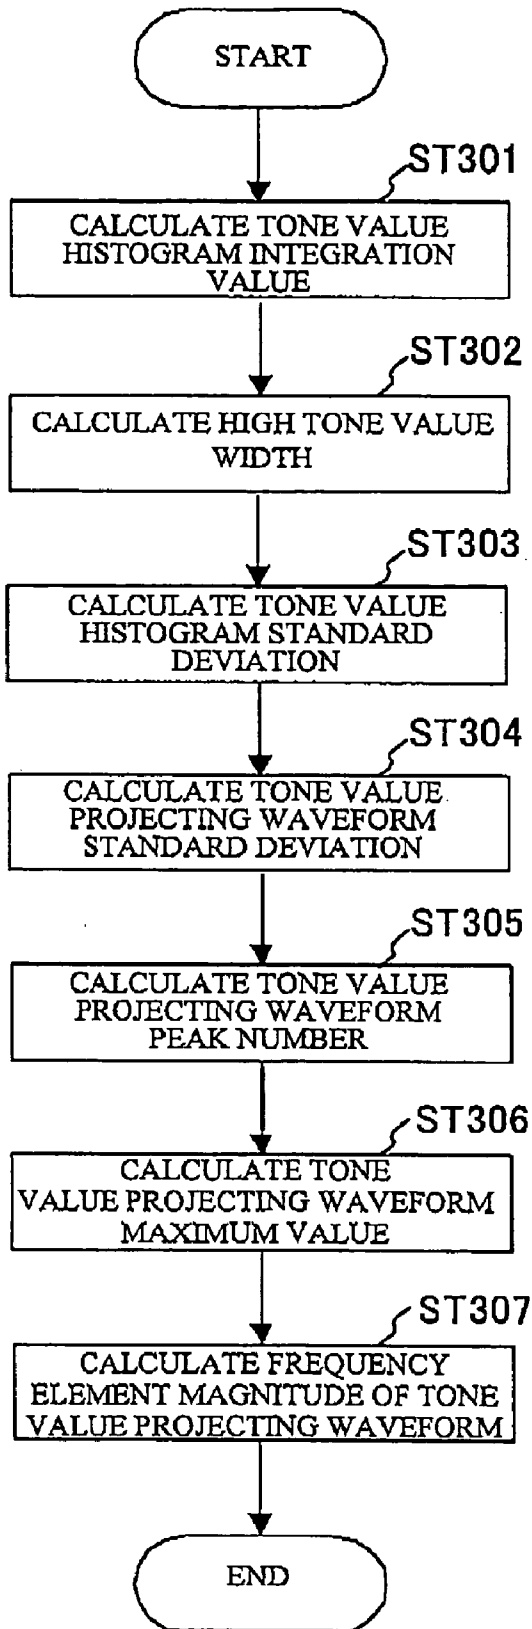 START
ST301
CALCULATE TONE VALUE
HISTOGRAM INTEGRATION
VALUE
ST302
CALCULATE HIGH TONE VALUE
WIDTH
ST303
CALCULATE TONE VALUE
HISTOGRAM STANDARD
DEVIATION
ST304
CALCULATE TONE VALUE
PROJECTING WAVEFORM
STANDARD DEVIATION
ST305
CALCULATE TONE VALUE
PROJECTING WAVEFORM
PEAK NUMBER
ST306
CALCULATE TONE
VALUE PROJECTING WAVEFORM
MAXIMUM VALUE
ST307
CALCULATE FREQUENCY
ELEMENT MAGNITUDE OF TONE
VALUE PROJECTING WAVEFORM
END